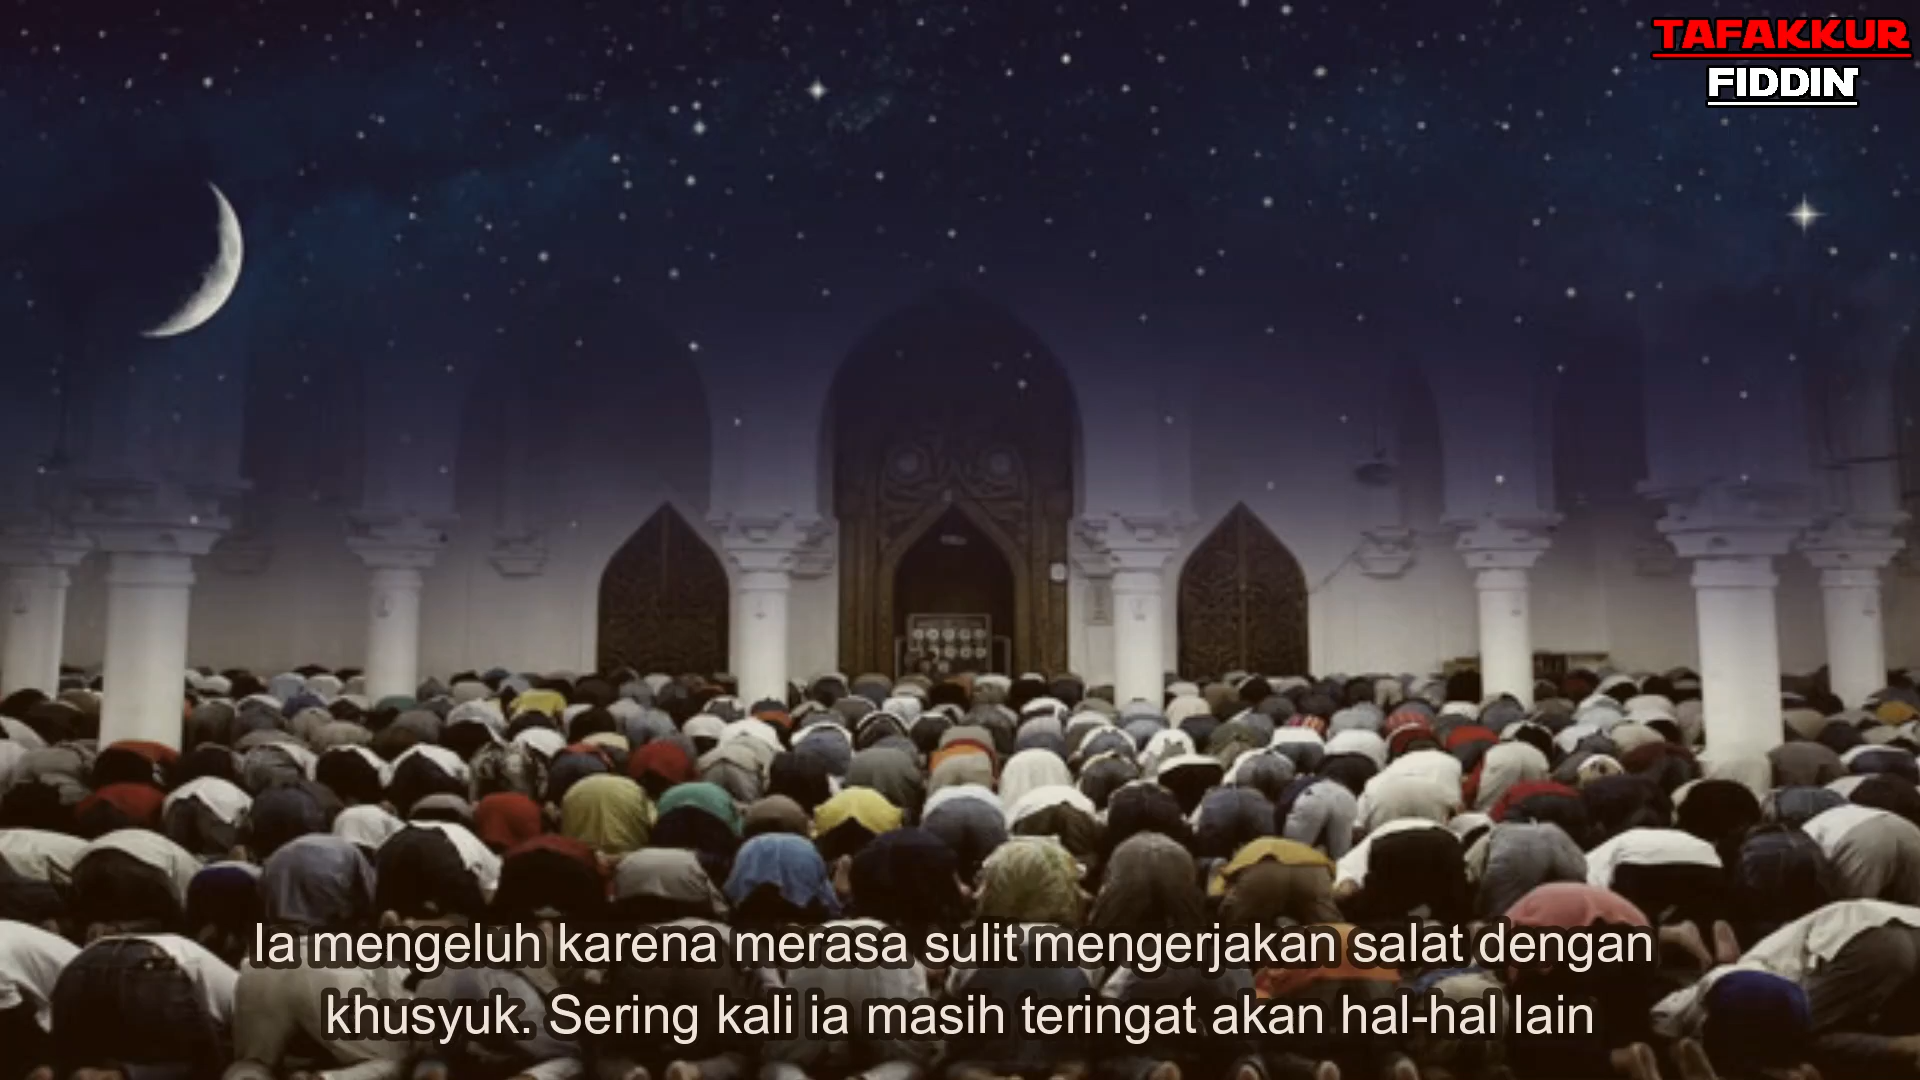 TAFAKKUR
FIDDIN
Ia mengeluh karena merasa sulit mengerjakan salat dengan
khusyuk. Sering kali ia masih teringat akan hal-hal lain